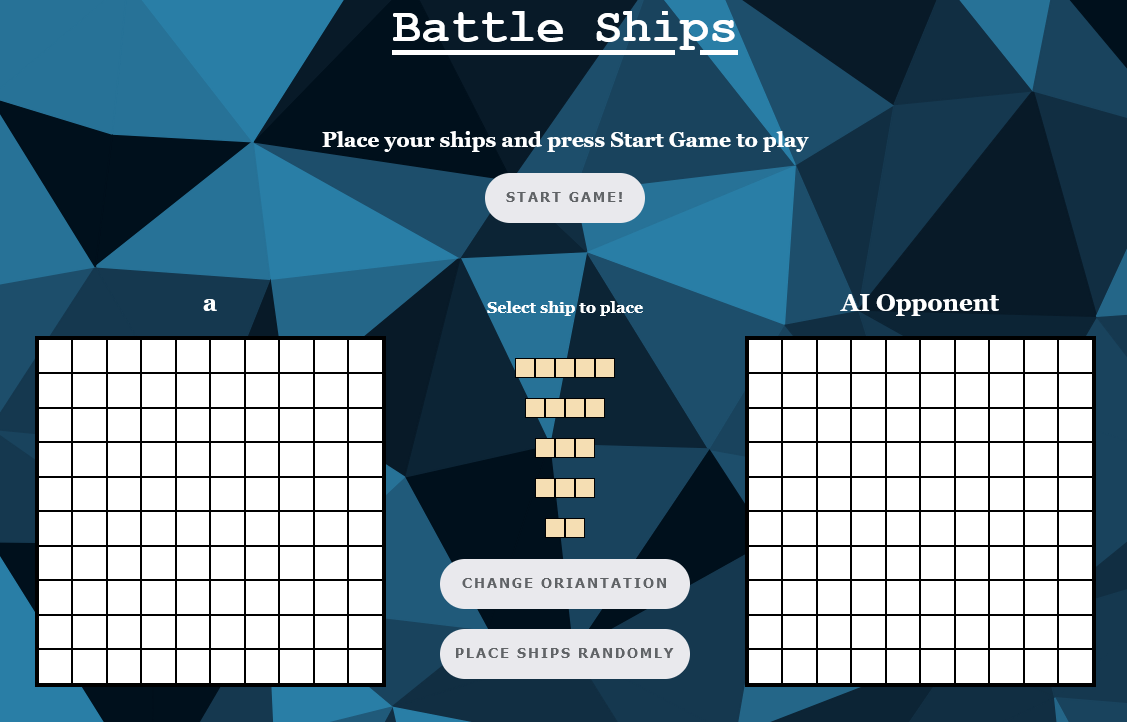 Battle Ships
Place your ships and press Start Game to play
START GAME!
a
Select ship to place
AI Opponent
CHANGE ORIANTATION
PLACE SHIPS RANDOMLY